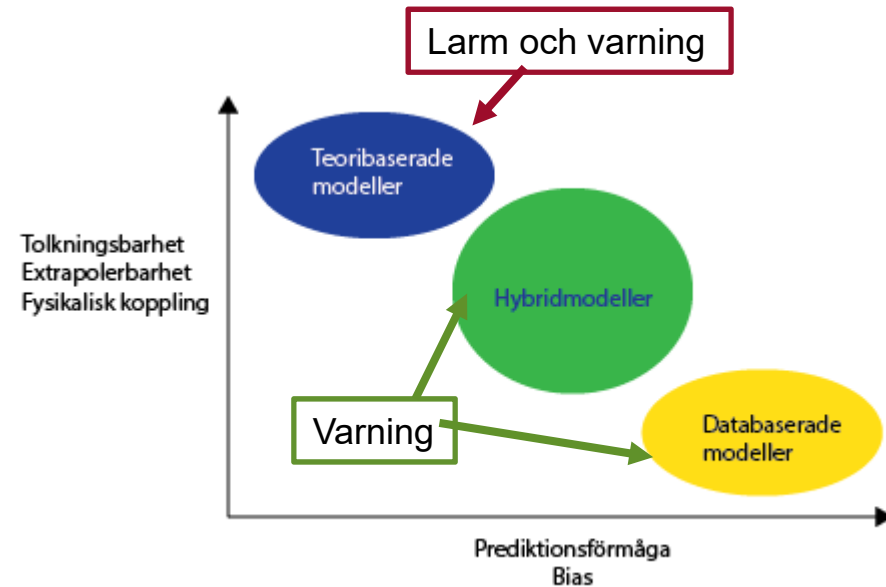 Larm och varning
Teoribaserade
modeller
Tolkningsbarhet
Extrapolerbarhet
Fysikalisk koppling
Hybridmodeller
Varning
Databaserade
modeller
Prediktionsförmåga
Bias